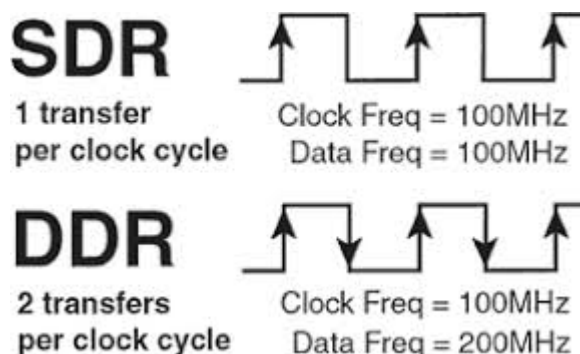 SDR
1 transfer
per clock cycle
Clock Freq = 100MHz
Data Freq = 100MHz
DDR
2 transfers
per clock cycle
Clock Freq = 100MHz
Data Freq = 200MHz